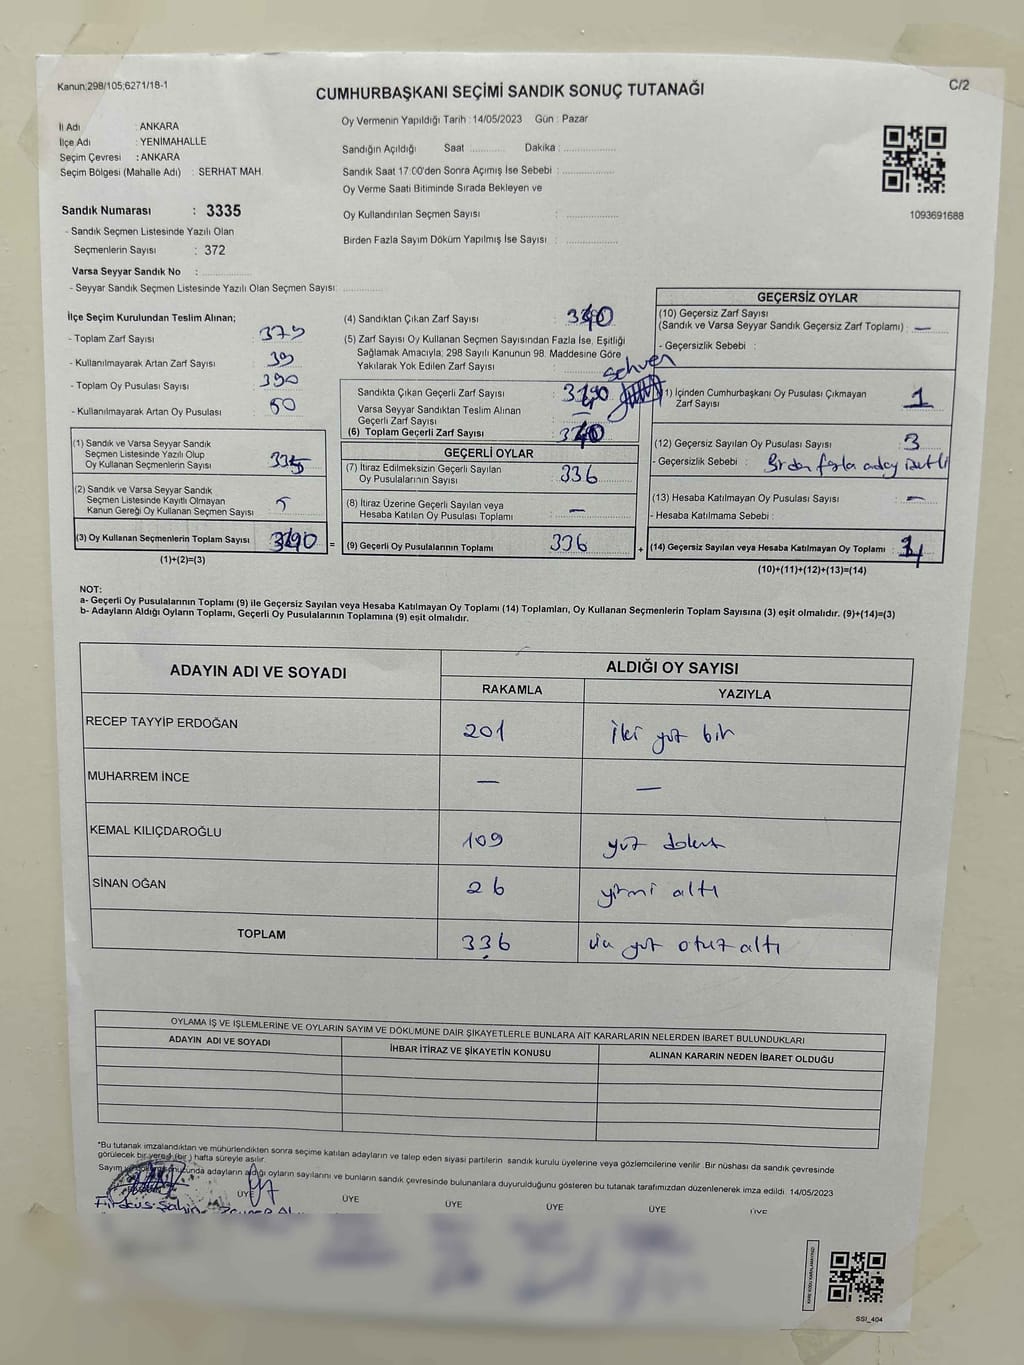 Kanun;298/105;6271/18-1
C/2
CUMHURBAŞKANI SEÇİMİ SANDIK SONUÇ TUTANAĞI
İl Adı : ANKARA
İlçe Adı : YENİMAHALLE
Seçim Çevresi : ANKARA
Seçim Bölgesi (Mahalle Adı) : SERHAT MAH.
Sandık Numarası : 3335
- Sandık Seçmen Listesinde Yazılı Olan
Seçmenlerin Sayısı : 372
Varsa Seyyar Sandık No :
- Seyyar Sandık Seçmen Listesinde Yazılı Olan Seçmen Sayısı:
Oy Vermenin Yapıldığı Tarih : 14/05/2023 Gün : Pazar
Sandığın Açıldığı Saat Dakika :
Sandık Saat 17:00'den Sonra Açımış İse Sebebi :
Oy Verme Saati Bitiminde Sırada Bekleyen ve
Oy Kullandırılan Seçmen Sayısı :
Birden Fazla Sayım Döküm Yapılmış İse Sayısı :
1093691688
İlçe Seçim Kurulundan Teslim Alınan;
- Toplam Zarf Sayısı : 379
- Kullanılmayarak Artan Zarf Sayısı : 39
- Toplam Oy Pusulası Sayısı : 390
- Kullanılmayarak Artan Oy Pusulası : 50
(1) Sandık ve Varsa Seyyar Sandık
Seçmen Listesinde Yazılı Olup
Oy Kullanan Seçmenlerin Sayısı : 335
(2) Sandık ve Varsa Seyyar Sandık
Seçmen Listesinde Kayıtlı Olmayan
Kanun Gereği Oy Kullanan Seçmen Sayısı : 5
(3) Oy Kullanan Seçmenlerin Toplam Sayısı :
(1)+(2)=(3)
(4) Sandıktan Çıkan Zarf Sayısı : 340
(5) Zarf Sayısı Oy Kullanan Seçmen Sayısından Fazla İse, Eşitliği
Sağlamak Amacıyla; 298 Sayılı Kanunun 98. Maddesine Göre
Yakılarak Yok Edilen Zarf Sayısı :
sehven
Sandıkta Çıkan Geçerli Zarf Sayısı :
Varsa Seyyar Sandıktan Teslim Alınan
Geçerli Zarf Sayısı : —
(6) Toplam Geçerli Zarf Sayısı : 340
GEÇERLİ OYLAR
(7) İtiraz Edilmeksizin Geçerli Sayılan
Oy Pusulalarının Sayısı : 336
(8) İtiraz Üzerine Geçerli Sayılan veya
Hesaba Katılan Oy Pusulası Toplamı : —
(9) Geçerli Oy Pusulalarının Toplamı 336
GEÇERSİZ OYLAR
(10) Geçersiz Zarf Sayısı
(Sandık ve Varsa Seyyar Sandık Geçersiz Zarf Toplamı) : —
- Geçersizlik Sebebi :
1) İçinden Cumhurbaşkanı Oy Pusulası Çıkmayan
Zarf Sayısı 1
(12) Geçersiz Sayılan Oy Pusulası Sayısı : 3
- Geçersizlik Sebebi : Birden fazla aday
(13) Hesaba Katılmayan Oy Pusulası Sayısı : —
- Hesaba Katılmama Sebebi :
(14) Geçersiz Sayılan veya Hesaba Katılmayan Oy Toplamı :
(10)+(11)+(12)+(13)=(14)
NOT:
a- Geçerli Oy Pusulalarının Toplamı (9) ile Geçersiz Sayılan veya Hesaba Katılmayan Oy Toplamı (14) Toplamları, Oy Kullanan Seçmenlerin Toplam Sayısına (3) eşit olmalıdır. (9)+(14)=(3)
b- Adayların Aldığı Oyların Toplamı, Geçerli Oy Pusulalarının Toplamına (9) eşit olmalıdır.
ADAYIN ADI VE SOYADI ALDIĞI OY SAYISI
RAKAMLA YAZIYLA
RECEP TAYYİP ERDOĞAN 201 iki yüz bir
MUHARREM İNCE — —
KEMAL KILIÇDAROĞLU 109 yüz dokuz
SİNAN OĞAN 26 yirmi altı
TOPLAM 336 üç yüz otuz altı
OYLAMA İŞ VE İŞLEMLERİNE VE OYLARIN SAYIM VE DÖKÜMÜNE DAİR ŞİKAYETLERLE BUNLARA AİT KARARLARIN NELERDEN İBARET BULUNDUKLARI
ADAYIN ADI VE SOYADI İHBAR İTİRAZ VE ŞİKAYETİN KONUSU ALINAN KARARIN NEDEN İBARET OLDUĞU
*Bu tutanak imzalandıktan ve mühürlendikten sonra seçime katılan adayların ve talep eden siyasi partilerin sandık kurulu üyelerine veya gözlemcilerine verilir. Bir nüshası da sandık çevresinde
görülecek bir yere 1 (bir) hafta süreyle asılır.
Sayım adayların aldığı oyların sayılarını ve bunların sandık çevresinde bulunanlara duyurulduğunu gösteren bu tutanak tarafımızdan düzenlenerek imza edildi. 14/05/2023
ÜYE ÜYE ÜYE ÜYE ÜYE ÜYE
SSI_404